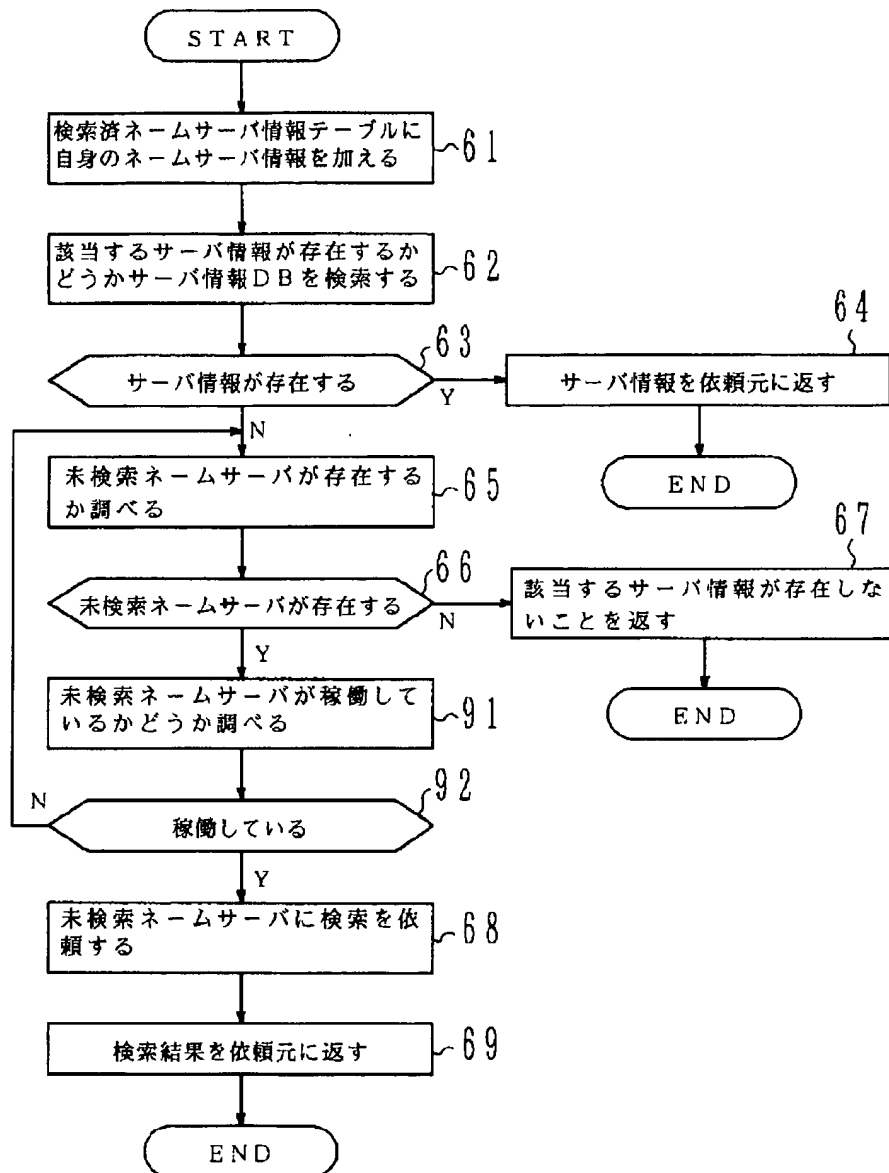 START
検索済ネームサーバ情報テーブルに
自身のネームサーバ情報を加える
61
該当するサーバ情報が存在するか
どうかサーバ情報DBを検索する
62
サーバ情報が存在する
63
Y
N
サーバ情報を依頼元に返す
64
END
未検索ネームサーバが存在する
か調べる
65
未検索ネームサーバが存在する
66
N
Y
該当するサーバ情報が存在しな
いことを返す
67
END
未検索ネームサーバが稼働して
いるかどうか調べる
91
稼働している
92
N
Y
未検索ネームサーバに検索を依
頼する
68
検索結果を依頼元に返す
69
END